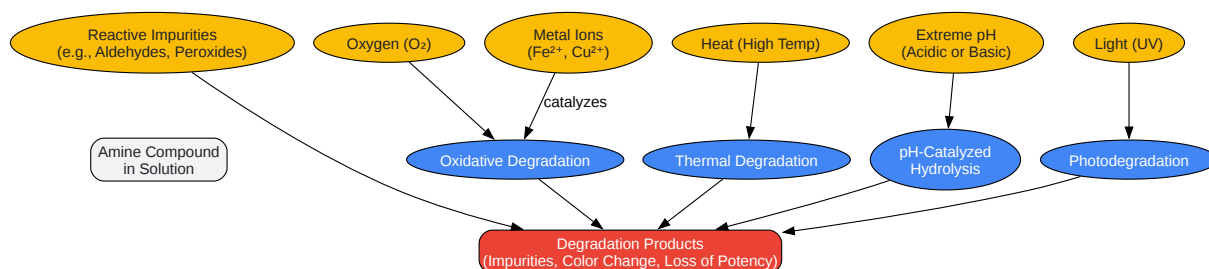 Reactive Impurities
(e.g., Aldehydes, Peroxides)
Oxygen (O₂)
Metal Ions
(Fe²⁺, Cu²⁺)
Heat (High Temp)
Extreme pH
(Acidic or Basic)
Light (UV)
catalyzes
Amine Compound
in Solution
Oxidative Degradation
Thermal Degradation
pH-Catalyzed
Hydrolysis
Photodegradation
Degradation Products
(Impurities, Color Change, Loss of Potency)